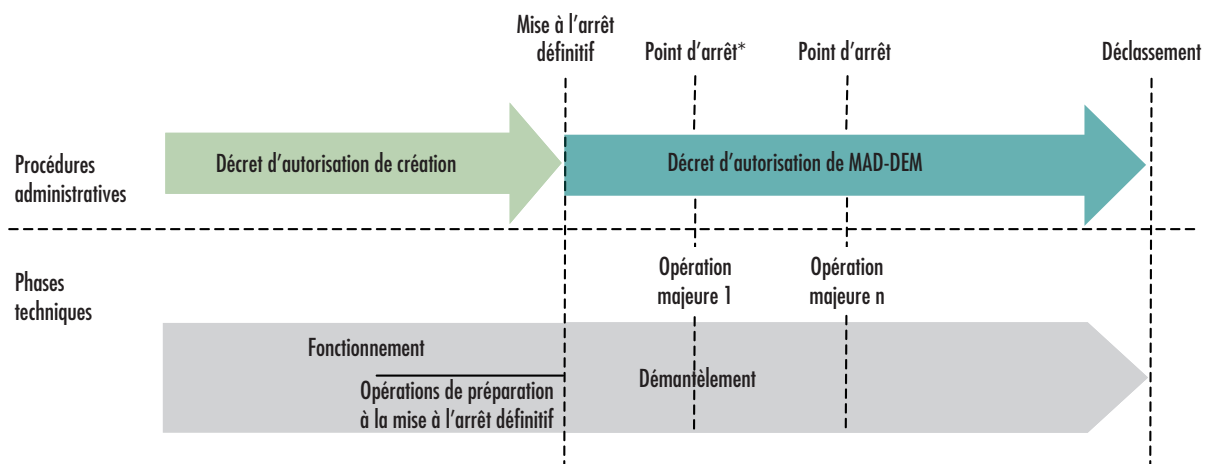 Mise à l'arrêt
définitif
Point d'arrêt*
Point d'arrêt
Déclassement
Procédures
administratives
Décret d'autorisation de création
Décret d'autorisation de MAD-DEM
Phases
techniques
Opération
majeure 1
Opération
majeure n
Fonctionnement
Opérations de préparation
à la mise à l'arrêt définitif
Démantèlement